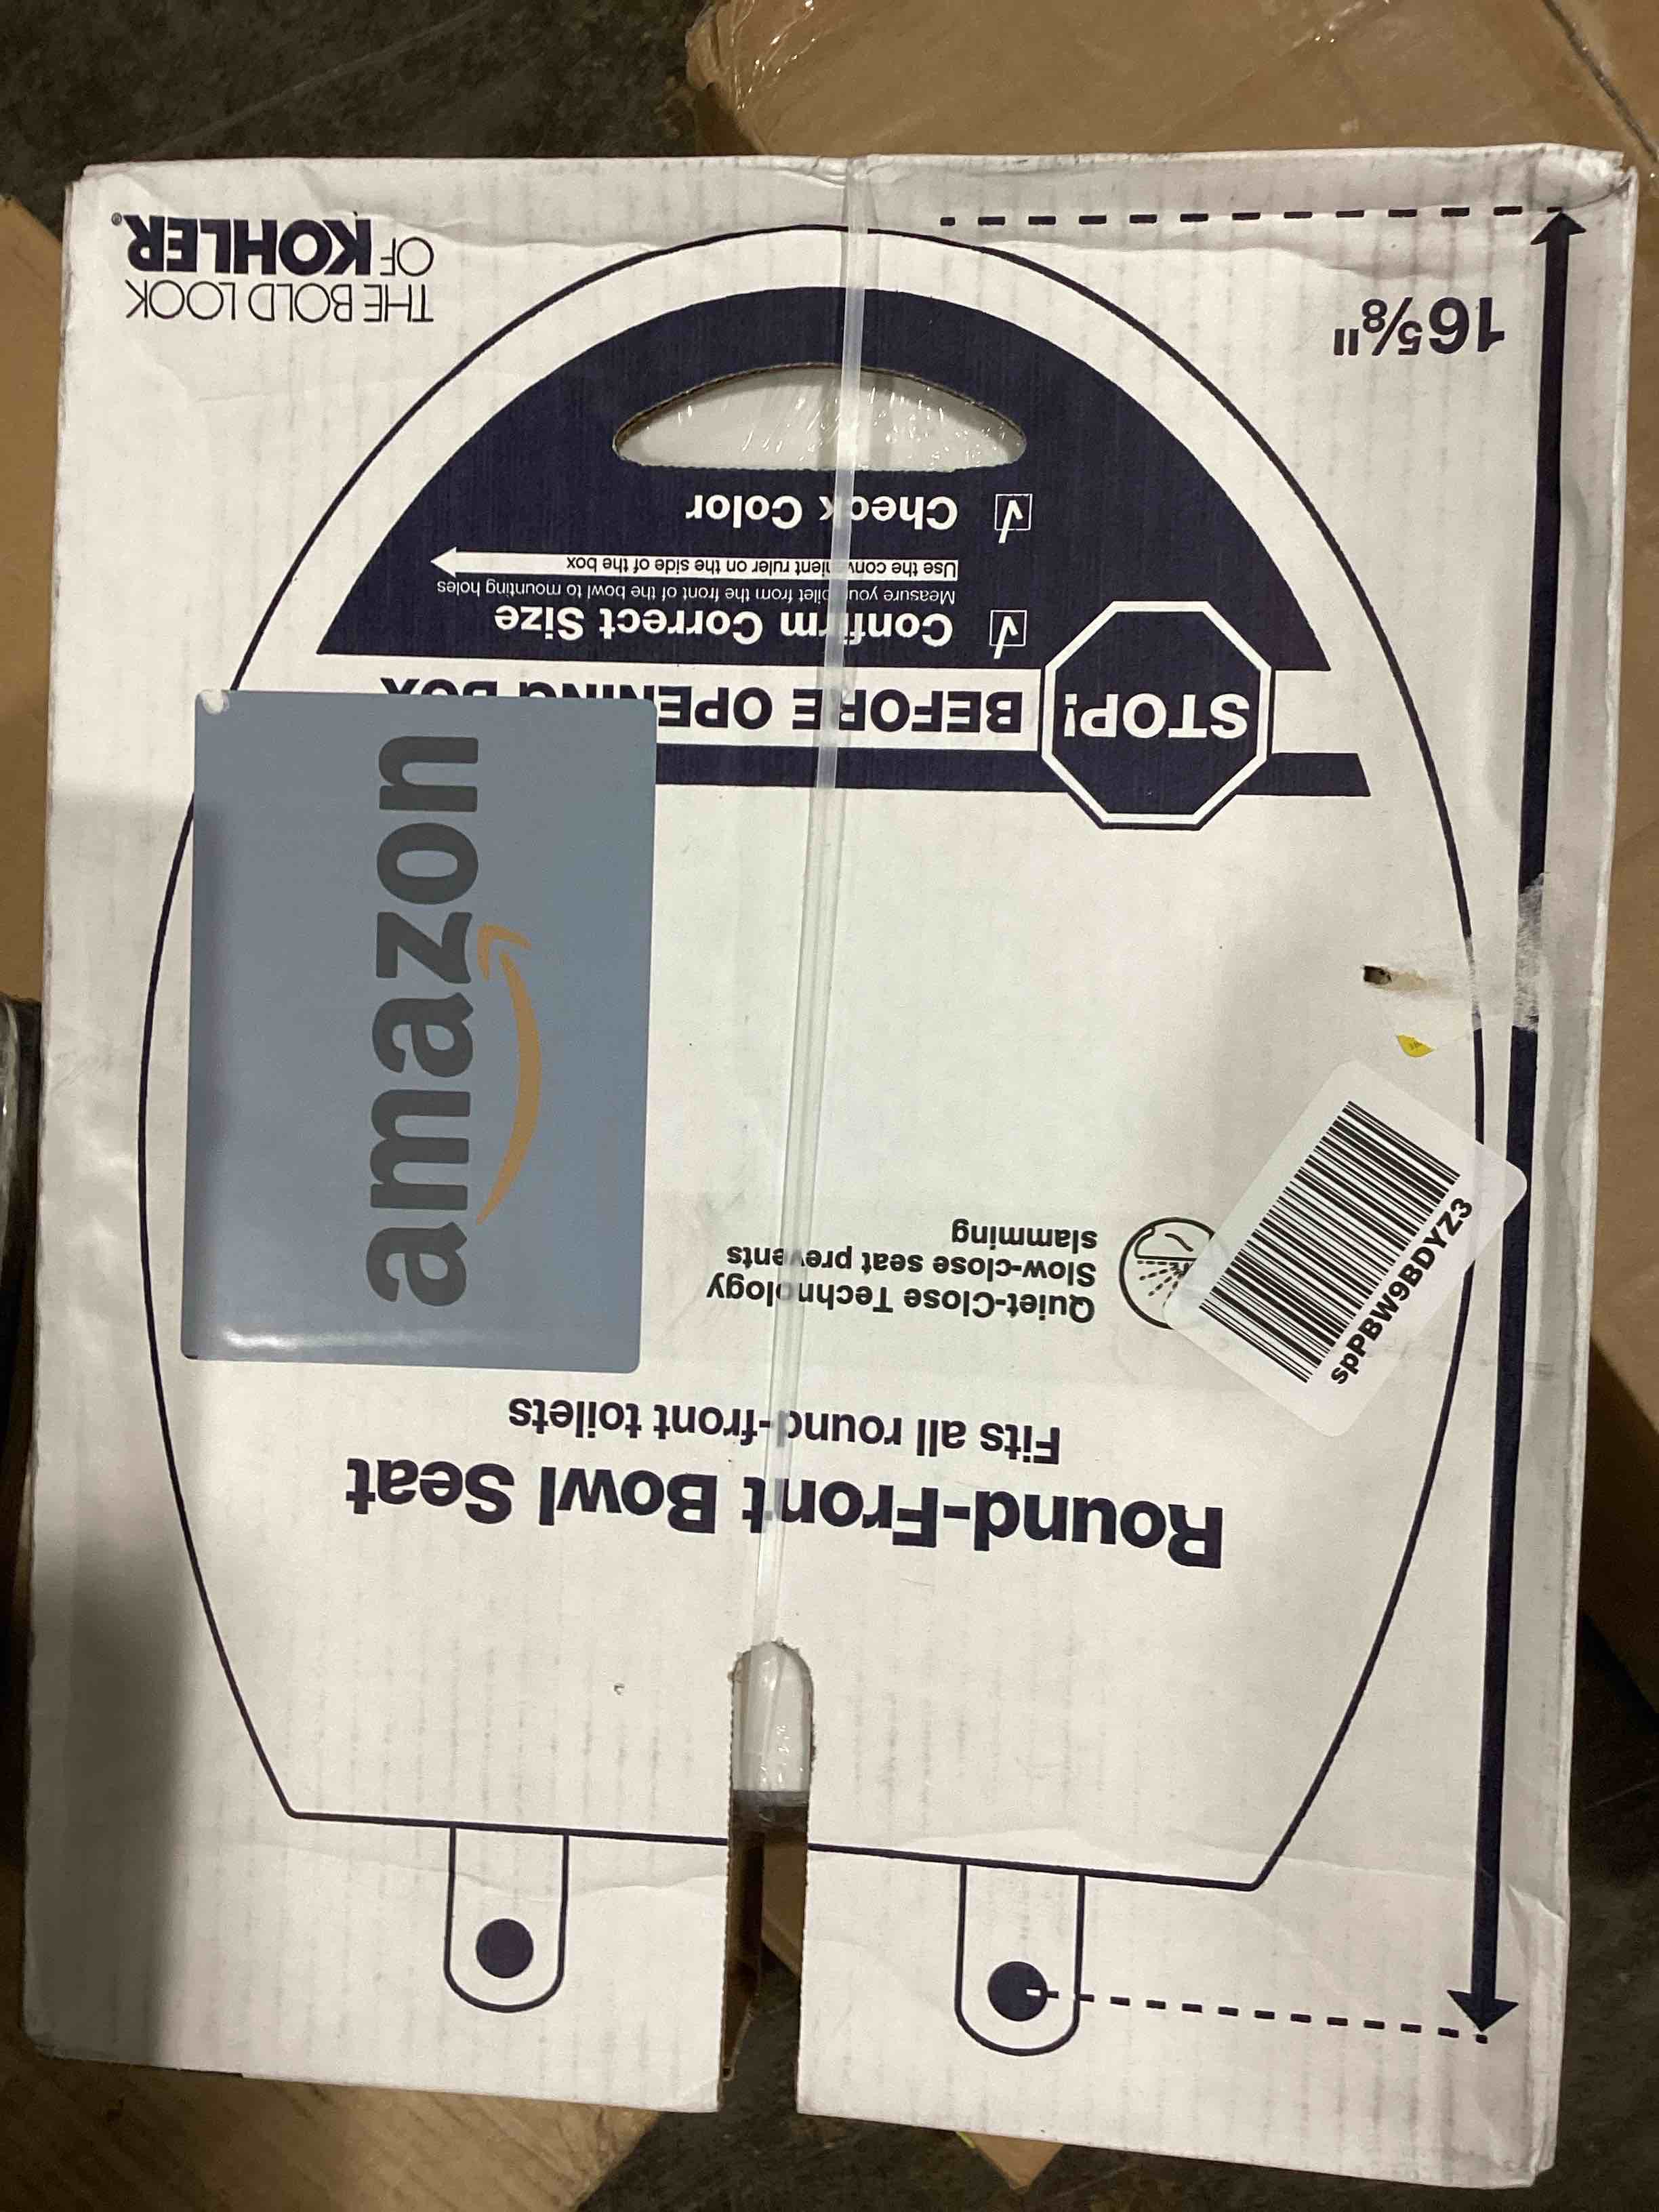 Round-Front Bowl Seat
Fits all round-front toilets
Quiet-Close Technology
Slow-close seat prevents
slamming
spPBW9BDYZ3
amazon
STOP! BEFORE OPENING BOX
Confirm Correct Size
Measure your toilet from the front of the bowl to mounting holes
Use the convenient ruler on the side of the box
Check Color
16⅝"
THE BOLD LOOK
OF KOHLER®